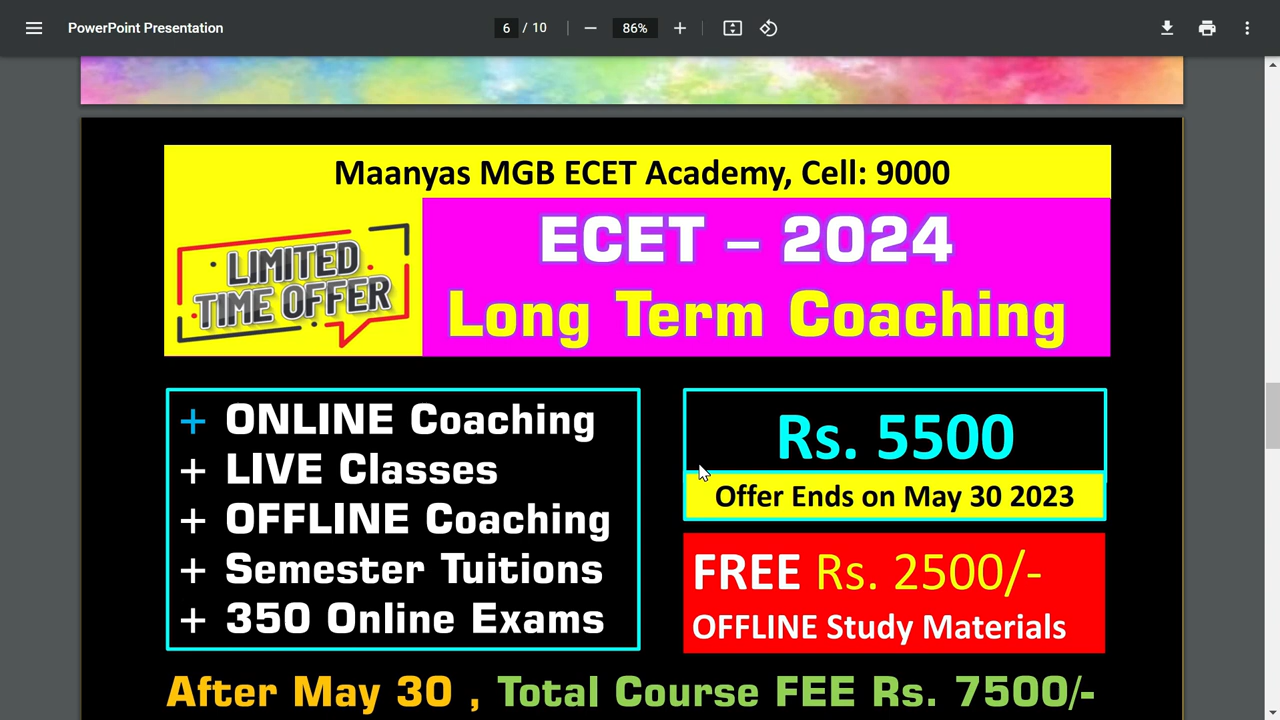 PowerPoint Presentation
6 / 10
86%
Maanyas MGB ECET Academy, Cell: 9000
LIMITED
TIME OFFER
ECET – 2024
Long Term Coaching
+ ONLINE Coaching
+ LIVE Classes
+ OFFLINE Coaching
+ Semester Tuitions
+ 350 Online Exams
Rs. 5500
Offer Ends on May 30 2023
FREE Rs. 2500/-
OFFLINE Study Materials
After May 30 , Total Course FEE Rs. 7500/-